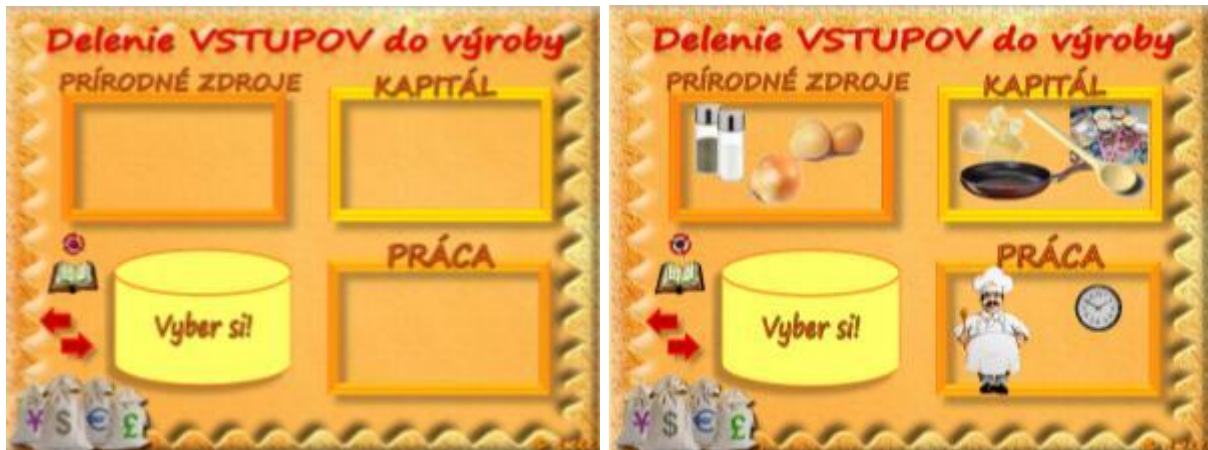 Delenie VSTUPOV do výroby
PRÍRODNÉ ZDROJE
KAPITÁL
PRÁCA
Vyber si!
¥ $ € £
Delenie VSTUPOV do výroby
PRÍRODNÉ ZDROJE
KAPITÁL
PRÁCA
Vyber si!
¥ $ € £